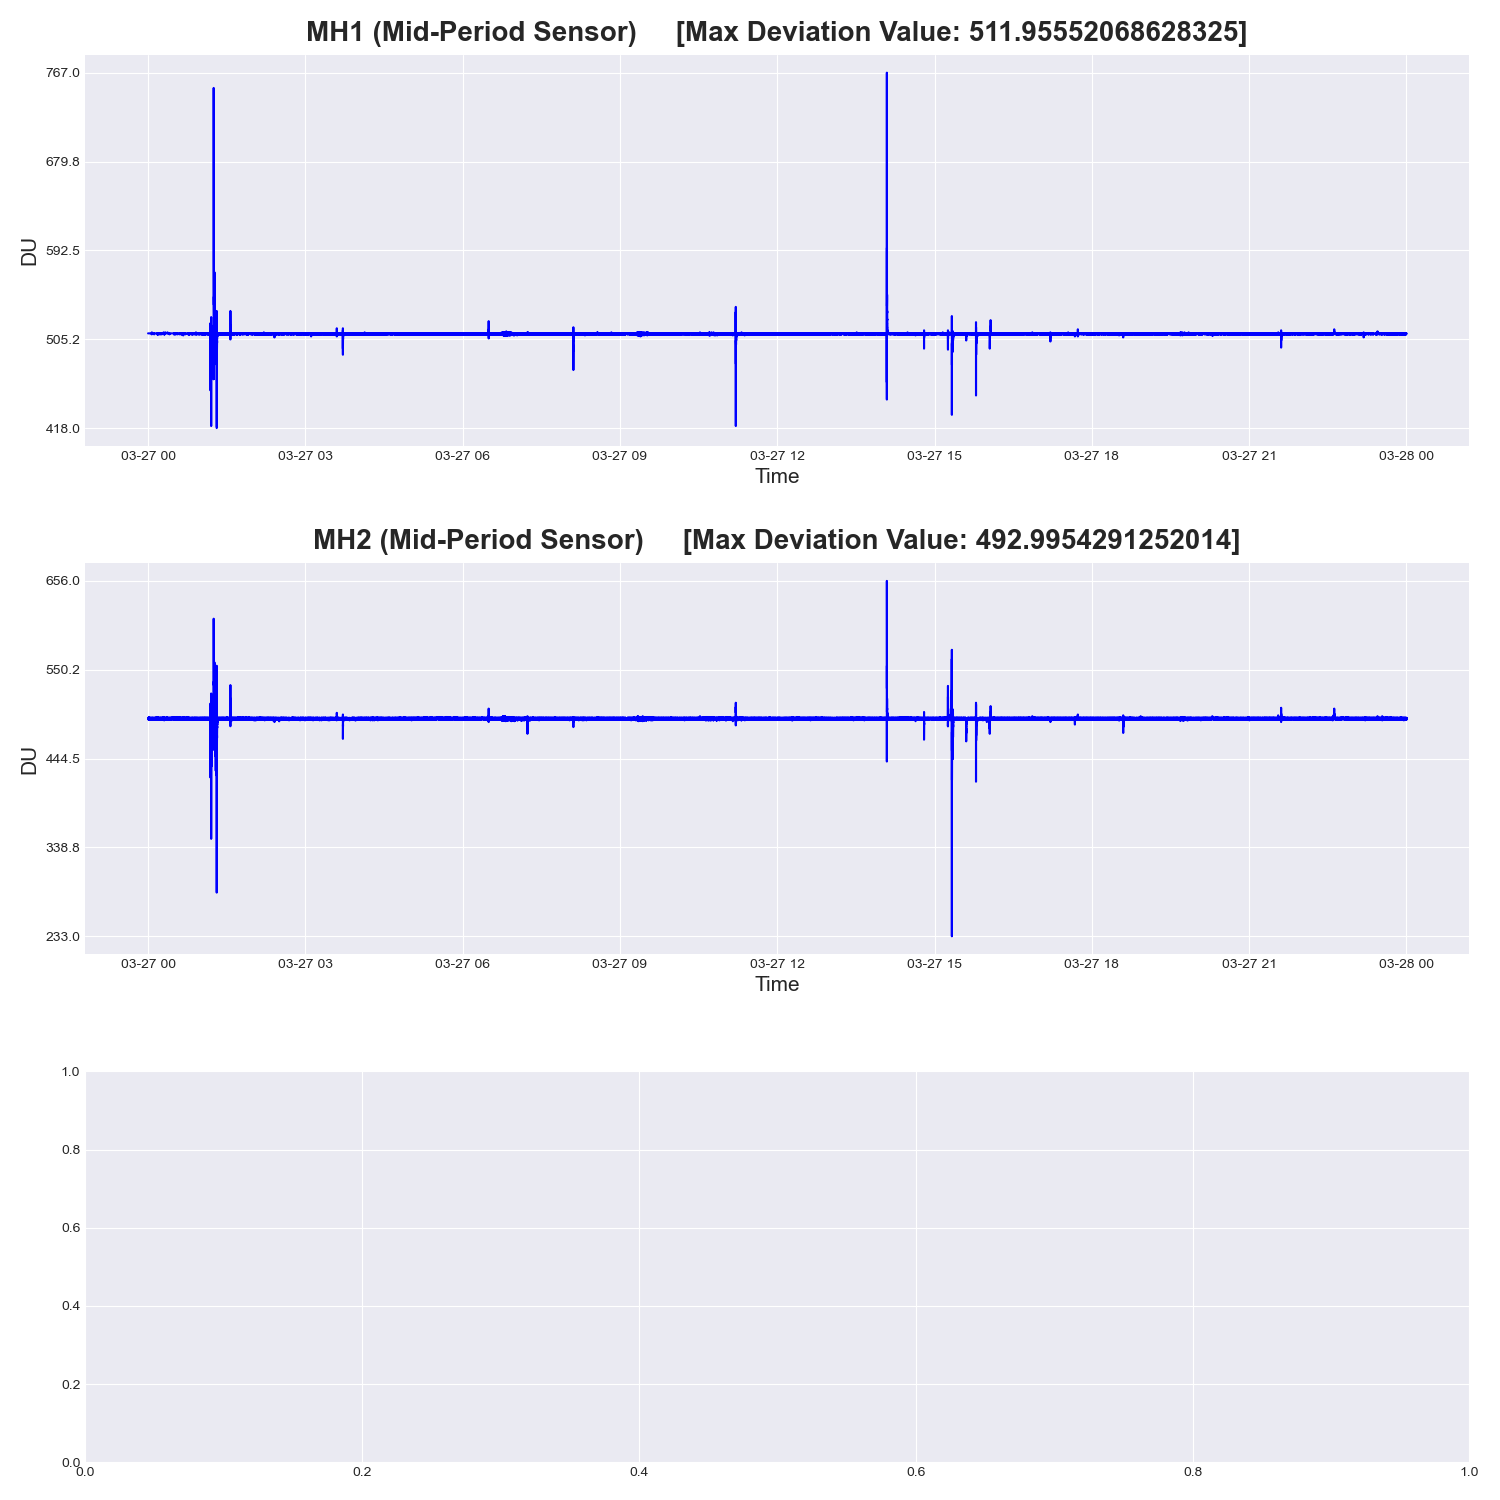 MH1 (Mid-Period Sensor) [Max Deviation Value: 511.95552068628325]
767.0
679.8
592.5
505.2
418.0
DU
03-27 00 03-27 03 03-27 06 03-27 09 03-27 12 03-27 15 03-27 18 03-27 21 03-28 00
Time
MH2 (Mid-Period Sensor) [Max Deviation Value: 492.9954291252014]
656.0
550.2
444.5
338.8
233.0
DU
03-27 00 03-27 03 03-27 06 03-27 09 03-27 12 03-27 15 03-27 18 03-27 21 03-28 00
Time
1.0
0.8
0.6
0.4
0.2
0.0
0.0 0.2 0.4 0.6 0.8 1.0